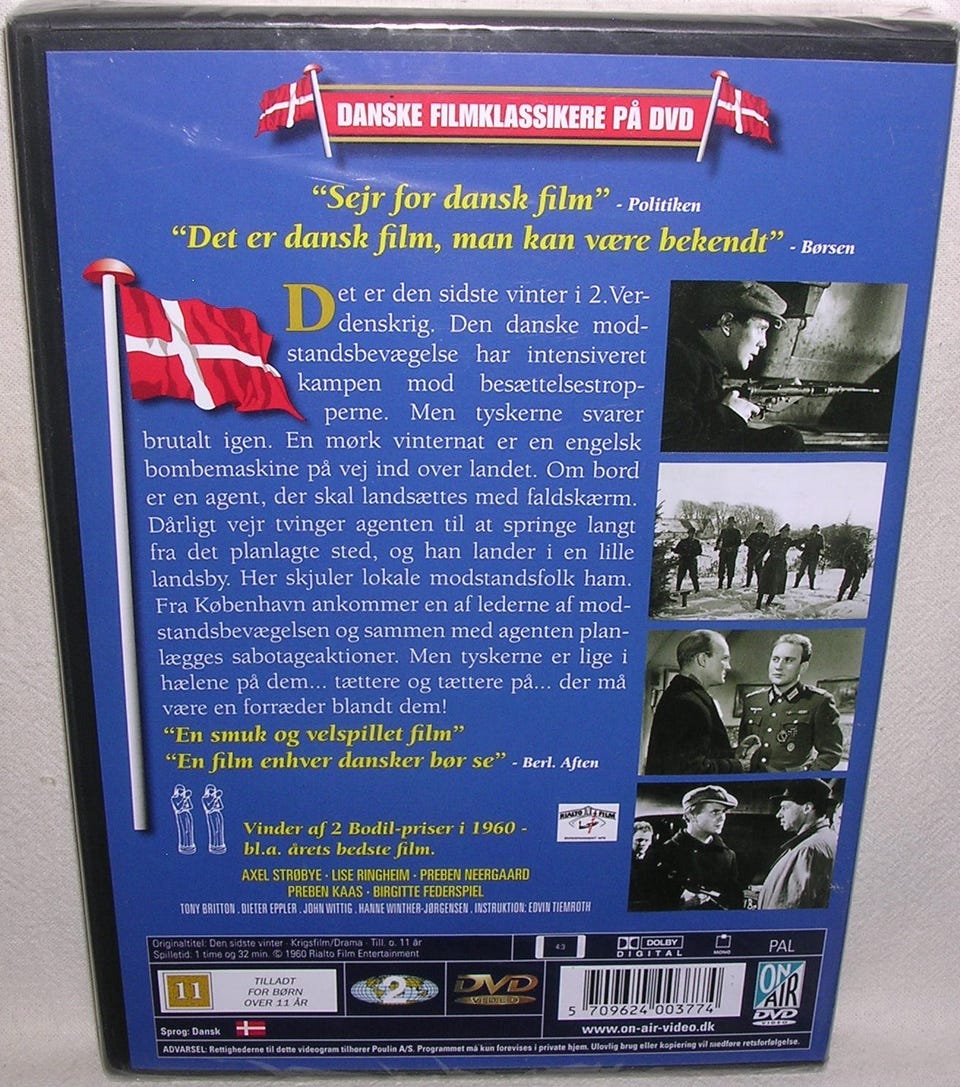 DANSKE FILMKLASSIKERE PÅ DVD
“Sejr for dansk film” - Politiken
“Det er dansk film, man kan være bekendt” - Børsen
Det er den sidste vinter i 2.Ver-
denskrig. Den danske mod-
standsbevægelse har intensiveret
kampen mod besættelsestrop-
perne. Men tyskerne svarer
brutalt igen. En mørk vinternat er en engelsk
bombemaskine på vej ind over landet. Om bord
er en agent, der skal landsættes med faldskærm.
Dårligt vejr tvinger agenten til at springe langt
fra det planlagte sted, og han lander i en lille
landsby. Her skjuler lokale modstandsfolk ham.
Fra København ankommer en af lederne af mod-
standsbevægelsen og sammen med agenten plan-
lægges sabotageaktioner. Men tyskerne er lige i
hælene på dem... tættere og tættere på... der må
være en forræder blandt dem!
“En smuk og velspillet film”
“En film enhver dansker bør se” - Berl. Aften
Vinder af 2 Bodil-priser i 1960 -
bl.a. årets bedste film.
RIALTO FILM
AXEL STRØBYE · LISE RINGHEIM · PREBEN NEERGAARD
PREBEN KAAS · BIRGITTE FEDERSPIEL
TONY BRITTON . DIETER EPPLER . JOHN WITTIG . HANNE WINTHER-JØRGENSEN . INSTRUKTION: EDVIN TIEMROTH
Originaltitel: Den sidste vinter · Krigsfilm/Drama · Till. o. 11 år
Spilletid: 1 time og 32 min. © 1960 Rialto Film Entertainment
4:3
DOLBY
DIGITAL
MONO
PAL
11
TILLADT
FOR BØRN
OVER 11 ÅR
2
DVD
VIDEO
5 709624 003774
www.on-air-video.dk
ON
AIR
DVD
VIDEO
Sprog: Dansk
ADVARSEL: Rettighederne til dette videogram tilhører Poulin A/S. Programmet må kun forevises i private hjem. Ulovlig brug eller kopiering vil medføre retsforfølgelse.